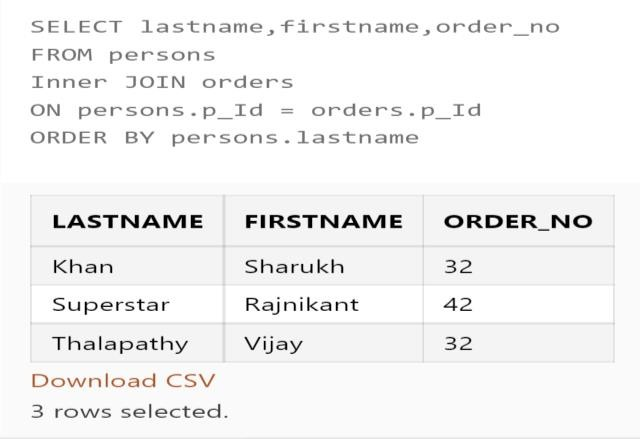 SELECT lastname,firstname,order_no
FROM persons
Inner JOIN orders
ON persons.p_Id = orders.p_Id
ORDER BY persons.lastname
LASTNAME FIRSTNAME ORDER_NO
Khan Sharukh 32
Superstar Rajnikant 42
Thalapathy Vijay 32
Download CSV
3 rows selected.